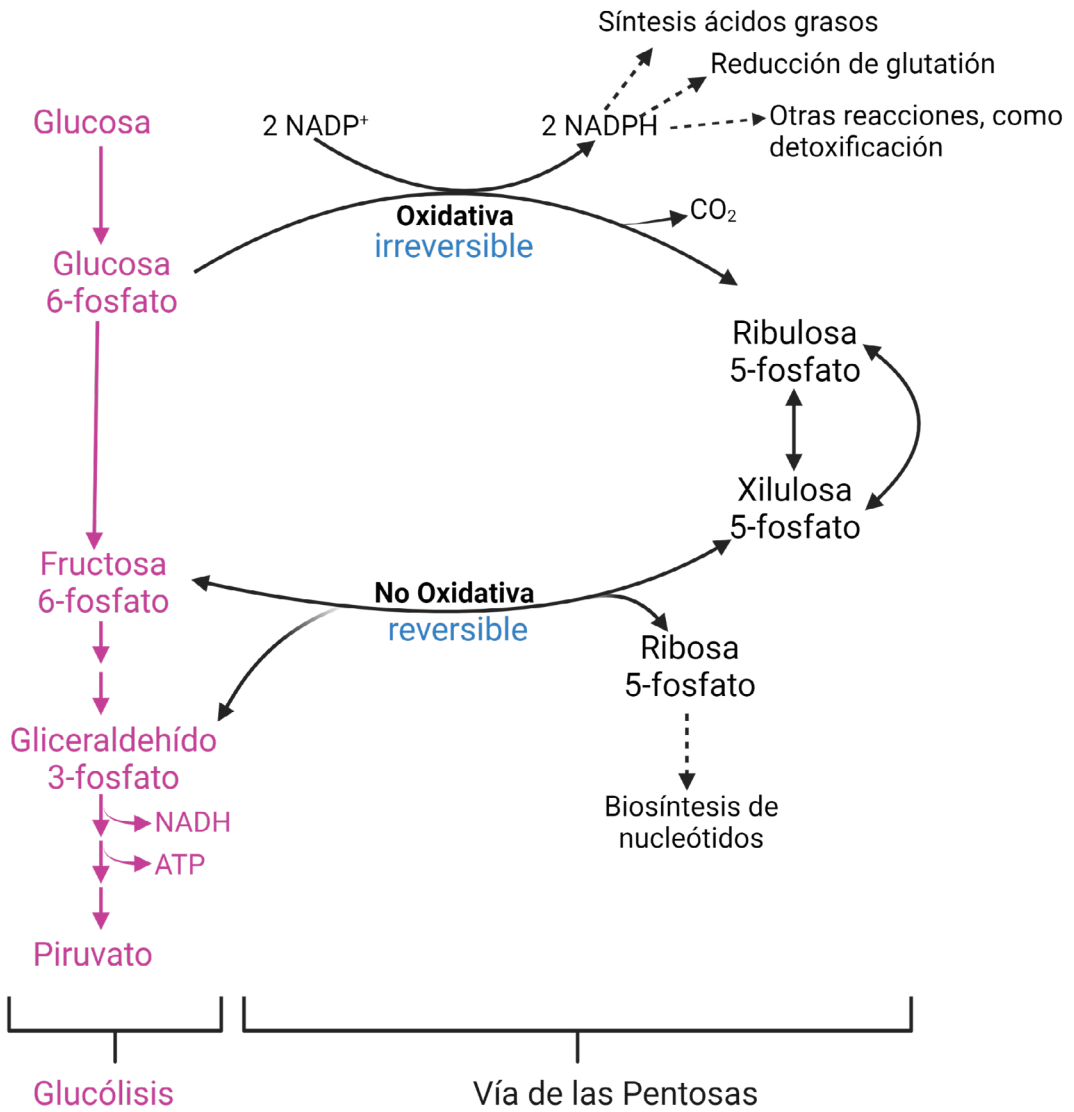 Síntesis ácidos grasos
Reducción de glutatión
Otras reacciones, como
detoxificación
Glucosa
2 NADP⁺
2 NADPH
Oxidativa
irreversible
CO₂
Glucosa
6-fosfato
Ribulosa
5-fosfato
Xilulosa
5-fosfato
Fructosa
6-fosfato
No Oxidativa
reversible
Ribosa
5-fosfato
Gliceraldehído
3-fosfato
NADH
ATP
Biosíntesis de
nucleótidos
Piruvato
Glucólisis
Vía de las Pentosas